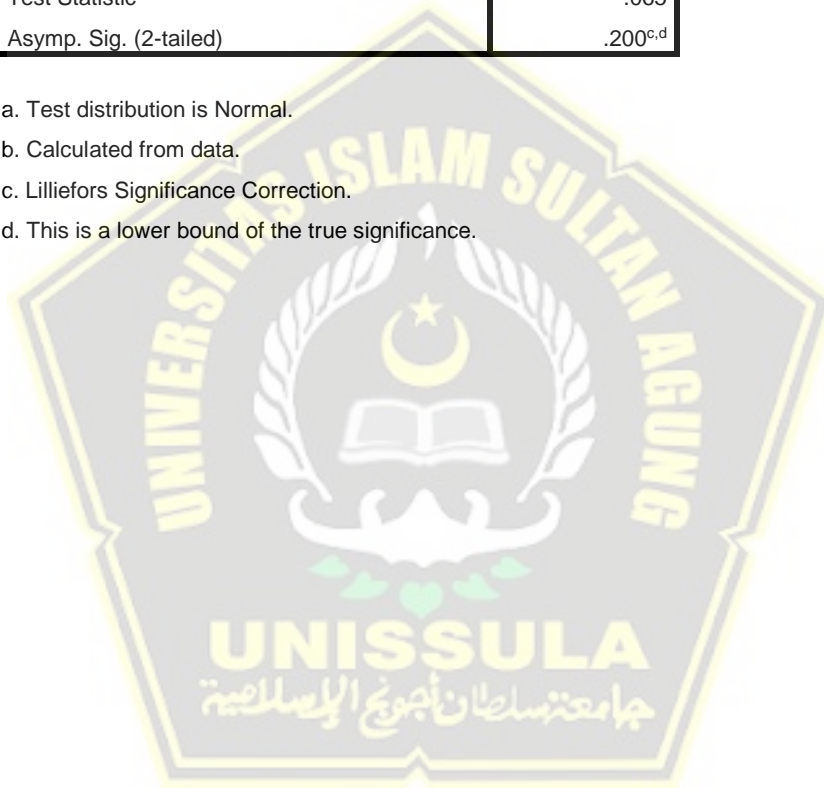 Test Statistic
Asymp. Sig. (2-tailed) .200c,d
a. Test distribution is Normal.
b. Calculated from data.
c. Lilliefors Significance Correction.
d. This is a lower bound of the true significance.
UNIVERSITAS ISLAM SULTAN AGUNG
UNISSULA
جامعة سلطان أجونج الإسلامية